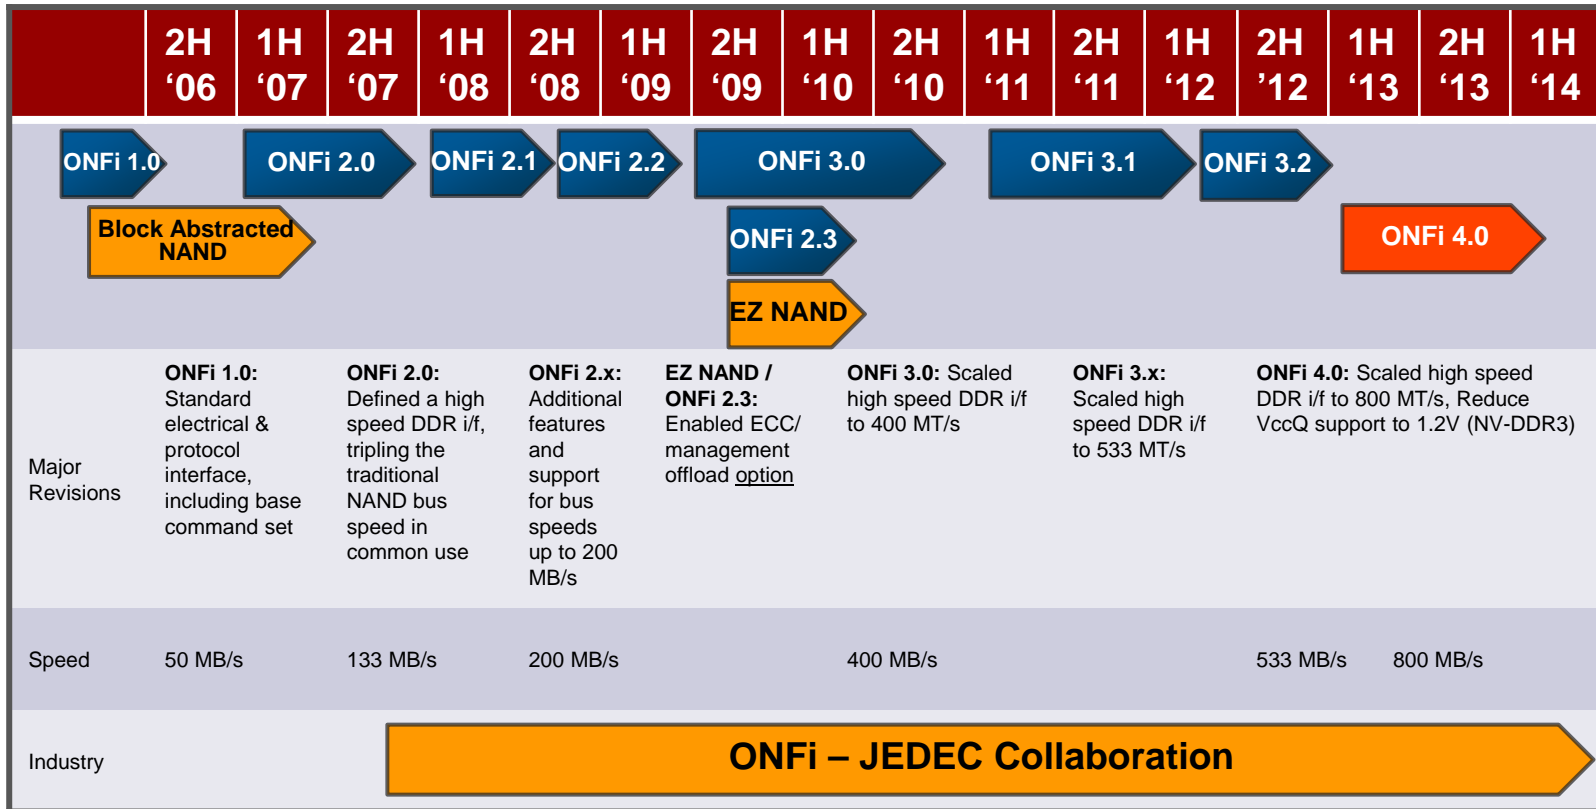 2H 1H 2H 1H 2H 1H 2H 1H 2H 1H 2H 1H 2H 1H 2H 1H
‘06 ‘07 ‘07 ‘08 ‘08 ‘09 ‘09 ‘10 ‘10 ‘11 ‘11 ‘12 ’12 ‘13 ‘13 ‘14
ONFi 1.0
ONFi 2.0
ONFi 2.1
ONFi 2.2
ONFi 3.0
ONFi 3.1
ONFi 3.2
Block Abstracted
NAND
ONFi 2.3
ONFi 4.0
EZ NAND
Major
Revisions
ONFi 1.0:
Standard
electrical &
protocol
interface,
including base
command set
ONFi 2.0:
Defined a high
speed DDR i/f,
tripling the
traditional
NAND bus
speed in
common use
ONFi 2.x:
Additional
features
and
support
for bus
speeds
up to 200
MB/s
EZ NAND /
ONFi 2.3:
Enabled ECC/
management
offload option
ONFi 3.0: Scaled
high speed DDR i/f
to 400 MT/s
ONFi 3.x:
Scaled high
speed DDR i/f
to 533 MT/s
ONFi 4.0: Scaled high speed
DDR i/f to 800 MT/s, Reduce
VccQ support to 1.2V (NV-DDR3)
Speed 50 MB/s 133 MB/s 200 MB/s 400 MB/s 533 MB/s 800 MB/s
Industry
ONFi – JEDEC Collaboration